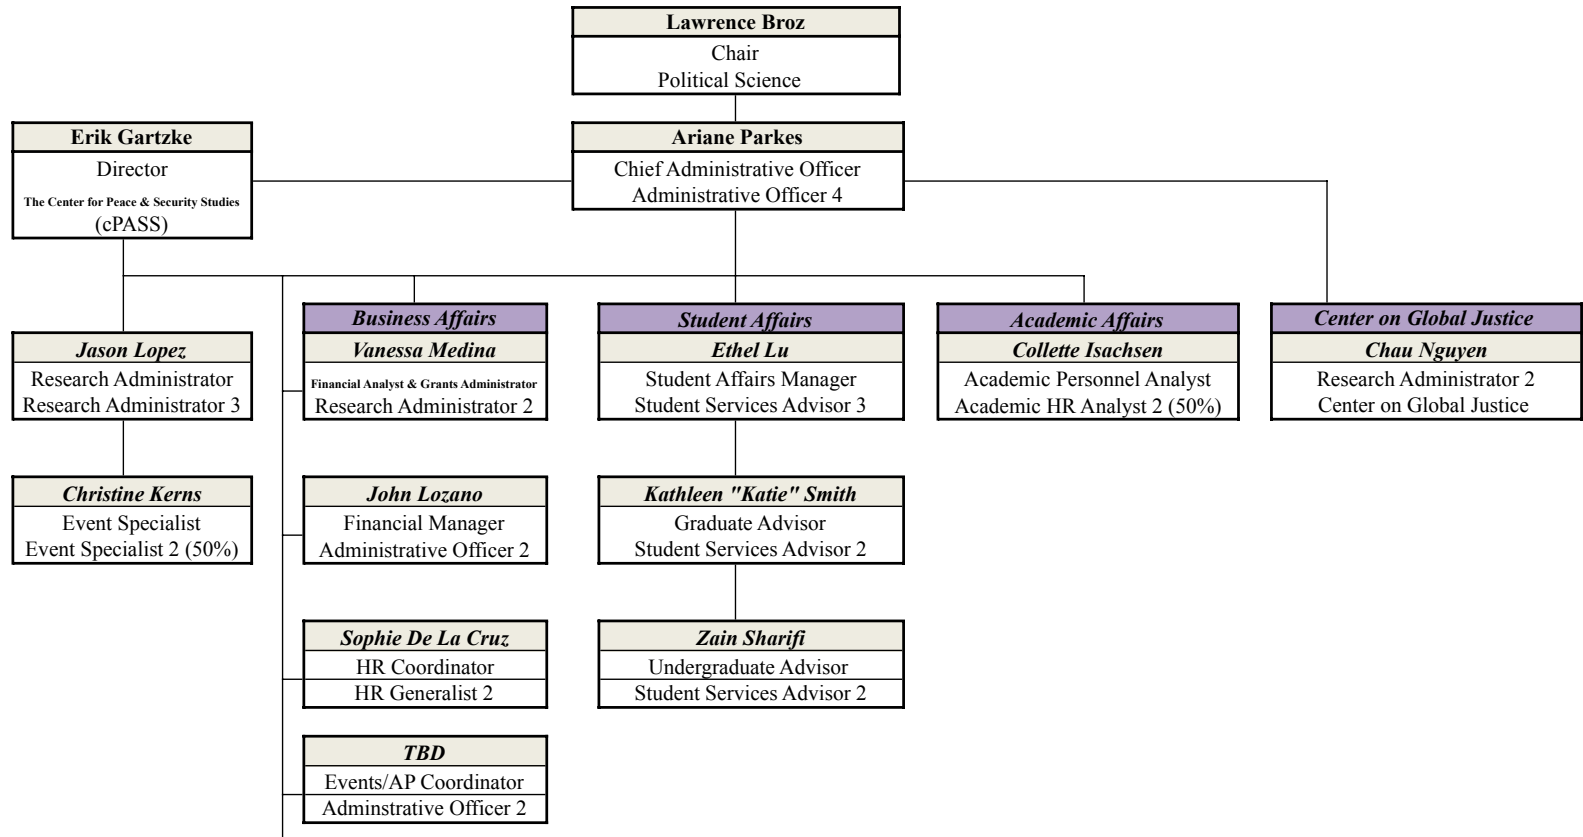 Lawrence Broz
Chair
Political Science
Erik Gartzke
Director
The Center for Peace & Security Studies
(cPASS)
Ariane Parkes
Chief Administrative Officer
Administrative Officer 4
Jason Lopez
Research Administrator
Research Administrator 3
Christine Kerns
Event Specialist
Event Specialist 2 (50%)
Business Affairs
Vanessa Medina
Financial Analyst & Grants Administrator
Research Administrator 2
John Lozano
Financial Manager
Administrative Officer 2
Sophie De La Cruz
HR Coordinator
HR Generalist 2
TBD
Events/AP Coordinator
Adminstrative Officer 2
Student Affairs
Ethel Lu
Student Affairs Manager
Student Services Advisor 3
Kathleen "Katie" Smith
Graduate Advisor
Student Services Advisor 2
Zain Sharifi
Undergraduate Advisor
Student Services Advisor 2
Academic Affairs
Collette Isachsen
Academic Personnel Analyst
Academic HR Analyst 2 (50%)
Center on Global Justice
Chau Nguyen
Research Administrator 2
Center on Global Justice